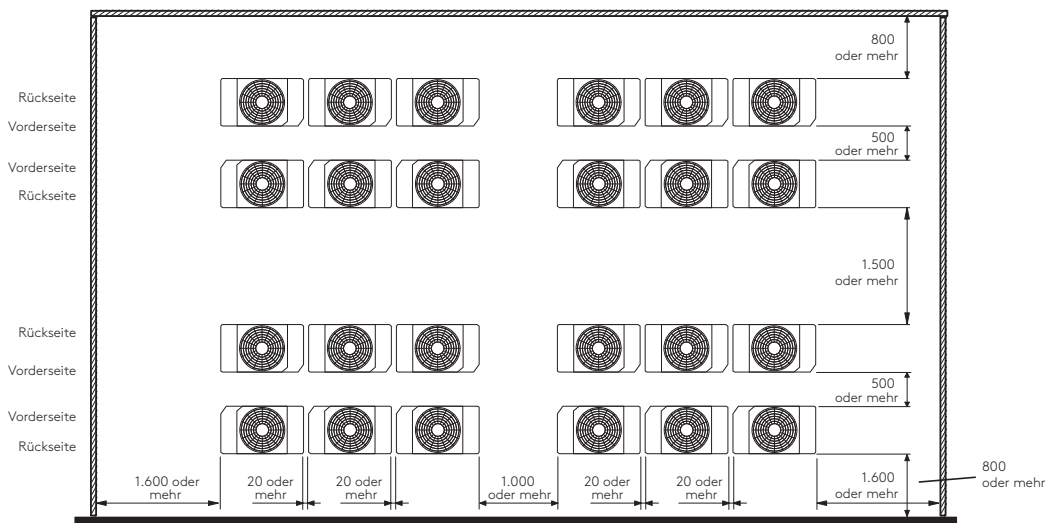 800
oder mehr
Rückseite
Vorderseite
500
oder mehr
Vorderseite
Rückseite
1.500
oder mehr
Rückseite
Vorderseite
500
oder mehr
Vorderseite
Rückseite
1.600 oder
mehr
20 oder
mehr
20 oder
mehr
1.000
oder mehr
20 oder
mehr
20 oder
mehr
1.600
oder mehr
800
oder mehr